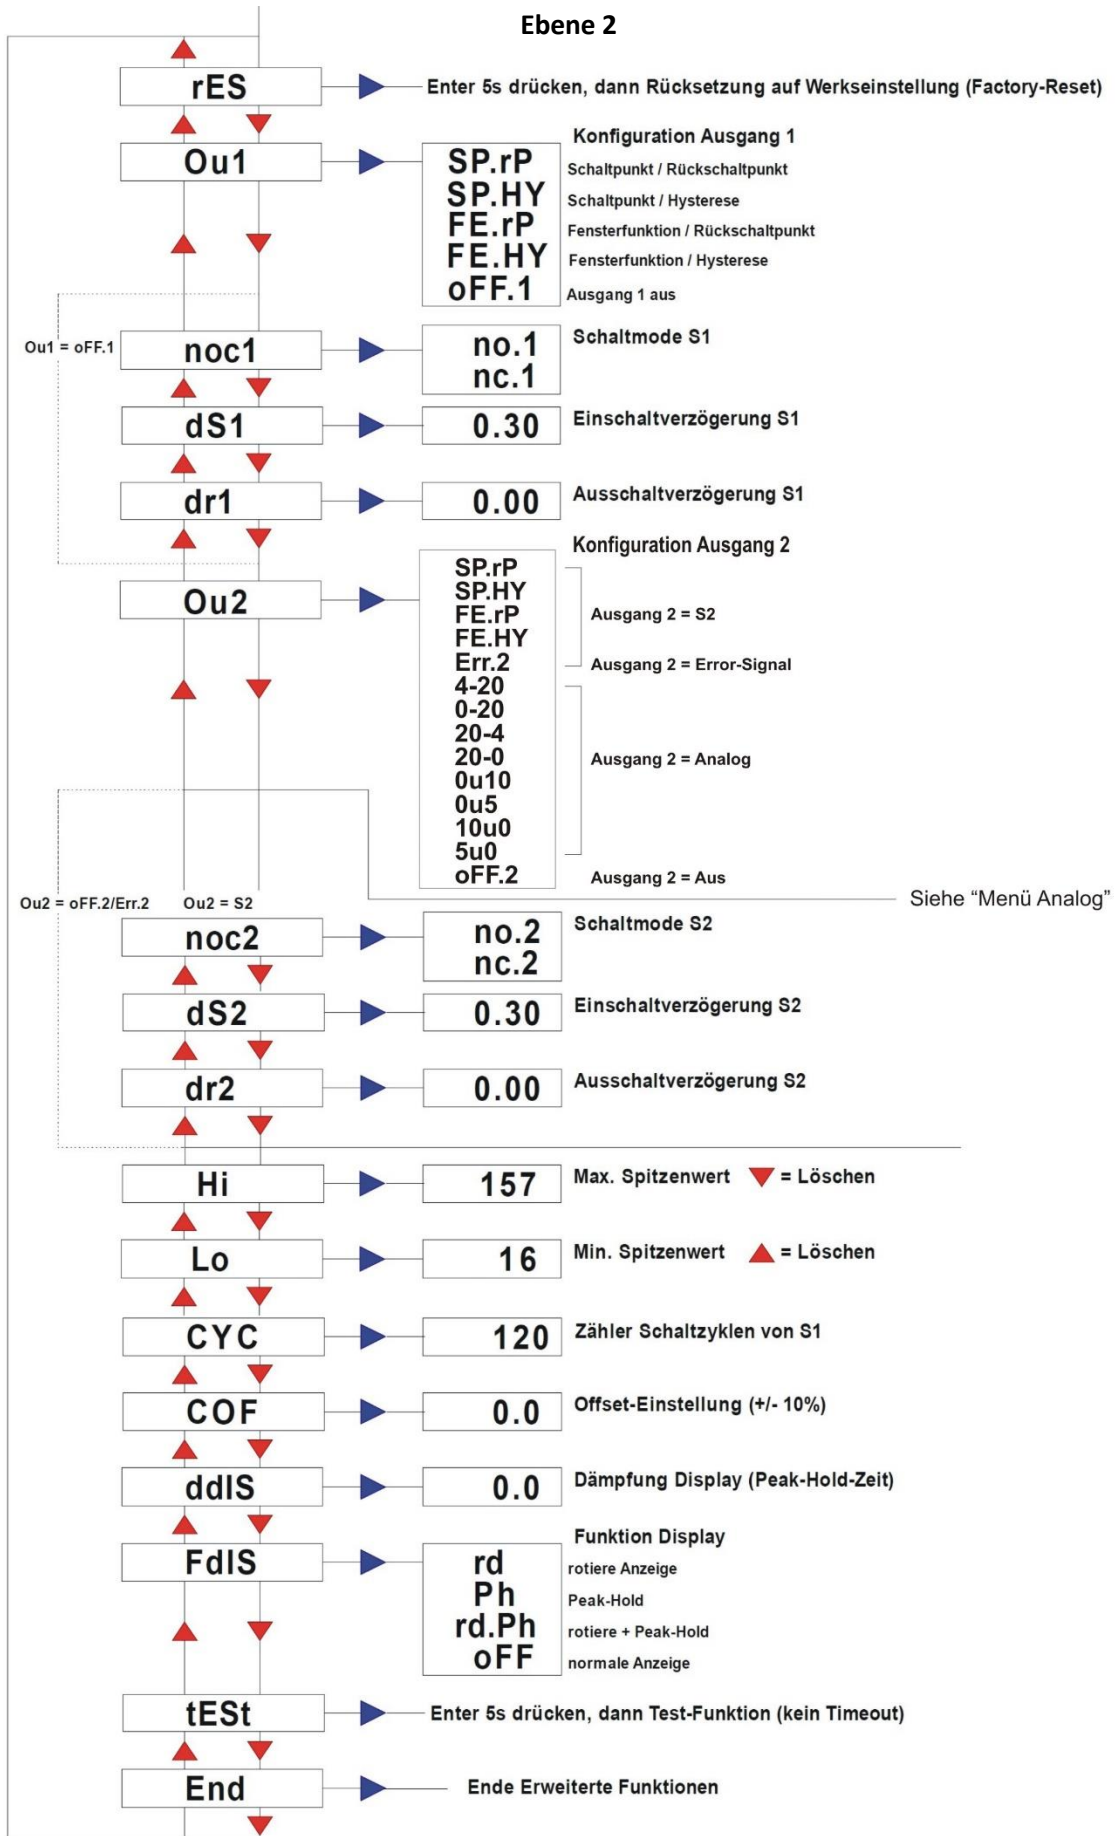 Ebene 2
rES
Enter 5s drücken, dann Rücksetzung auf Werkseinstellung (Factory-Reset)
Konfiguration Ausgang 1
Ou1
SP.rP Schaltpunkt / Rückschaltpunkt
SP.HY Schaltpunkt / Hysterese
FE.rP Fensterfunktion / Rückschaltpunkt
FE.HY Fensterfunktion / Hysterese
oFF.1 Ausgang 1 aus
Ou1 = oFF.1
noc1
no.1
nc.1
Schaltmode S1
dS1
0.30
Einschaltverzögerung S1
dr1
0.00
Ausschaltverzögerung S1
Konfiguration Ausgang 2
Ou2
SP.rP
SP.HY
FE.rP
FE.HY
Err.2
4-20
0-20
20-4
20-0
0u10
0u5
10u0
5u0
oFF.2
Ausgang 2 = S2
Ausgang 2 = Error-Signal
Ausgang 2 = Analog
Ausgang 2 = Aus
Siehe “Menü Analog”
Ou2 = oFF.2/Err.2
Ou2 = S2
noc2
no.2
nc.2
Schaltmode S2
dS2
0.30
Einschaltverzögerung S2
dr2
0.00
Ausschaltverzögerung S2
Hi
157
Max. Spitzenwert = Löschen
Lo
16
Min. Spitzenwert = Löschen
CYC
120
Zähler Schaltzyklen von S1
COF
0.0
Offset-Einstellung (+/- 10%)
ddIS
0.0
Dämpfung Display (Peak-Hold-Zeit)
Funktion Display
FdIS
rd rotiere Anzeige
Ph Peak-Hold
rd.Ph rotiere + Peak-Hold
oFF normale Anzeige
tESt
Enter 5s drücken, dann Test-Funktion (kein Timeout)
End
Ende Erweiterte Funktionen